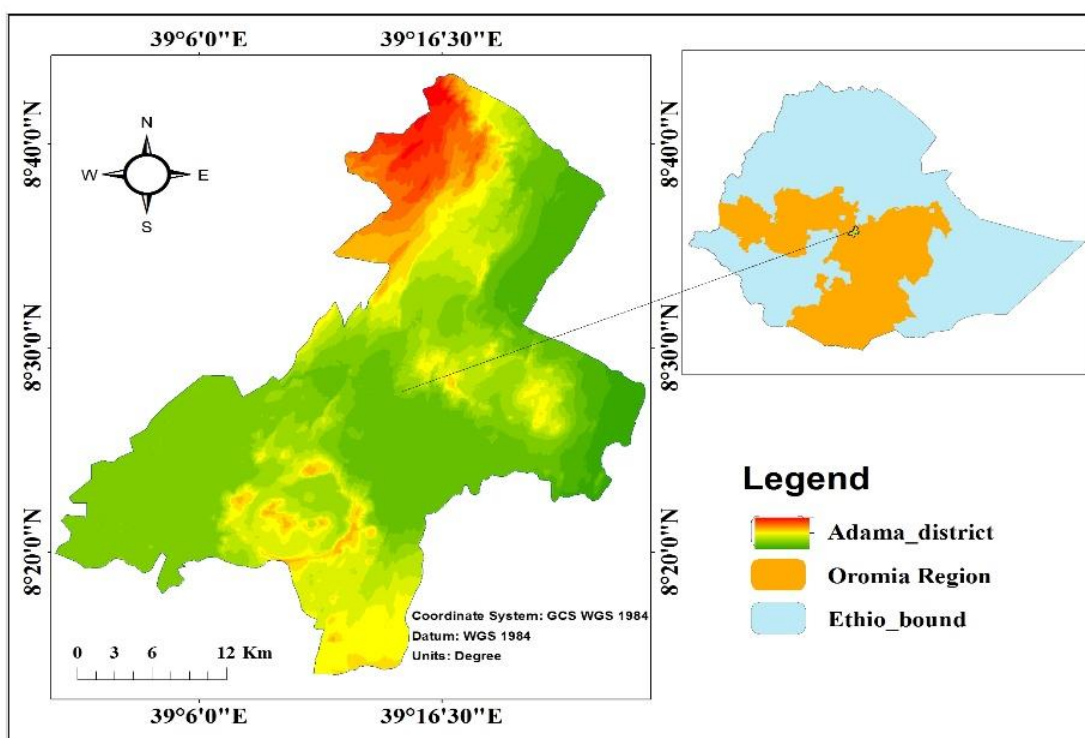 39°6'0"E 39°16'30"E
N
W E
S
8°40'0"N 8°40'0"N
8°30'0"N 8°30'0"N
8°20'0"N 8°20'0"N
Legend
Adama_district
Oromia Region
Ethio_bound
Coordinate System: GCS WGS 1984
Datum: WGS 1984
Units: Degree
0 3 6 12 Km
39°6'0"E 39°16'30"E